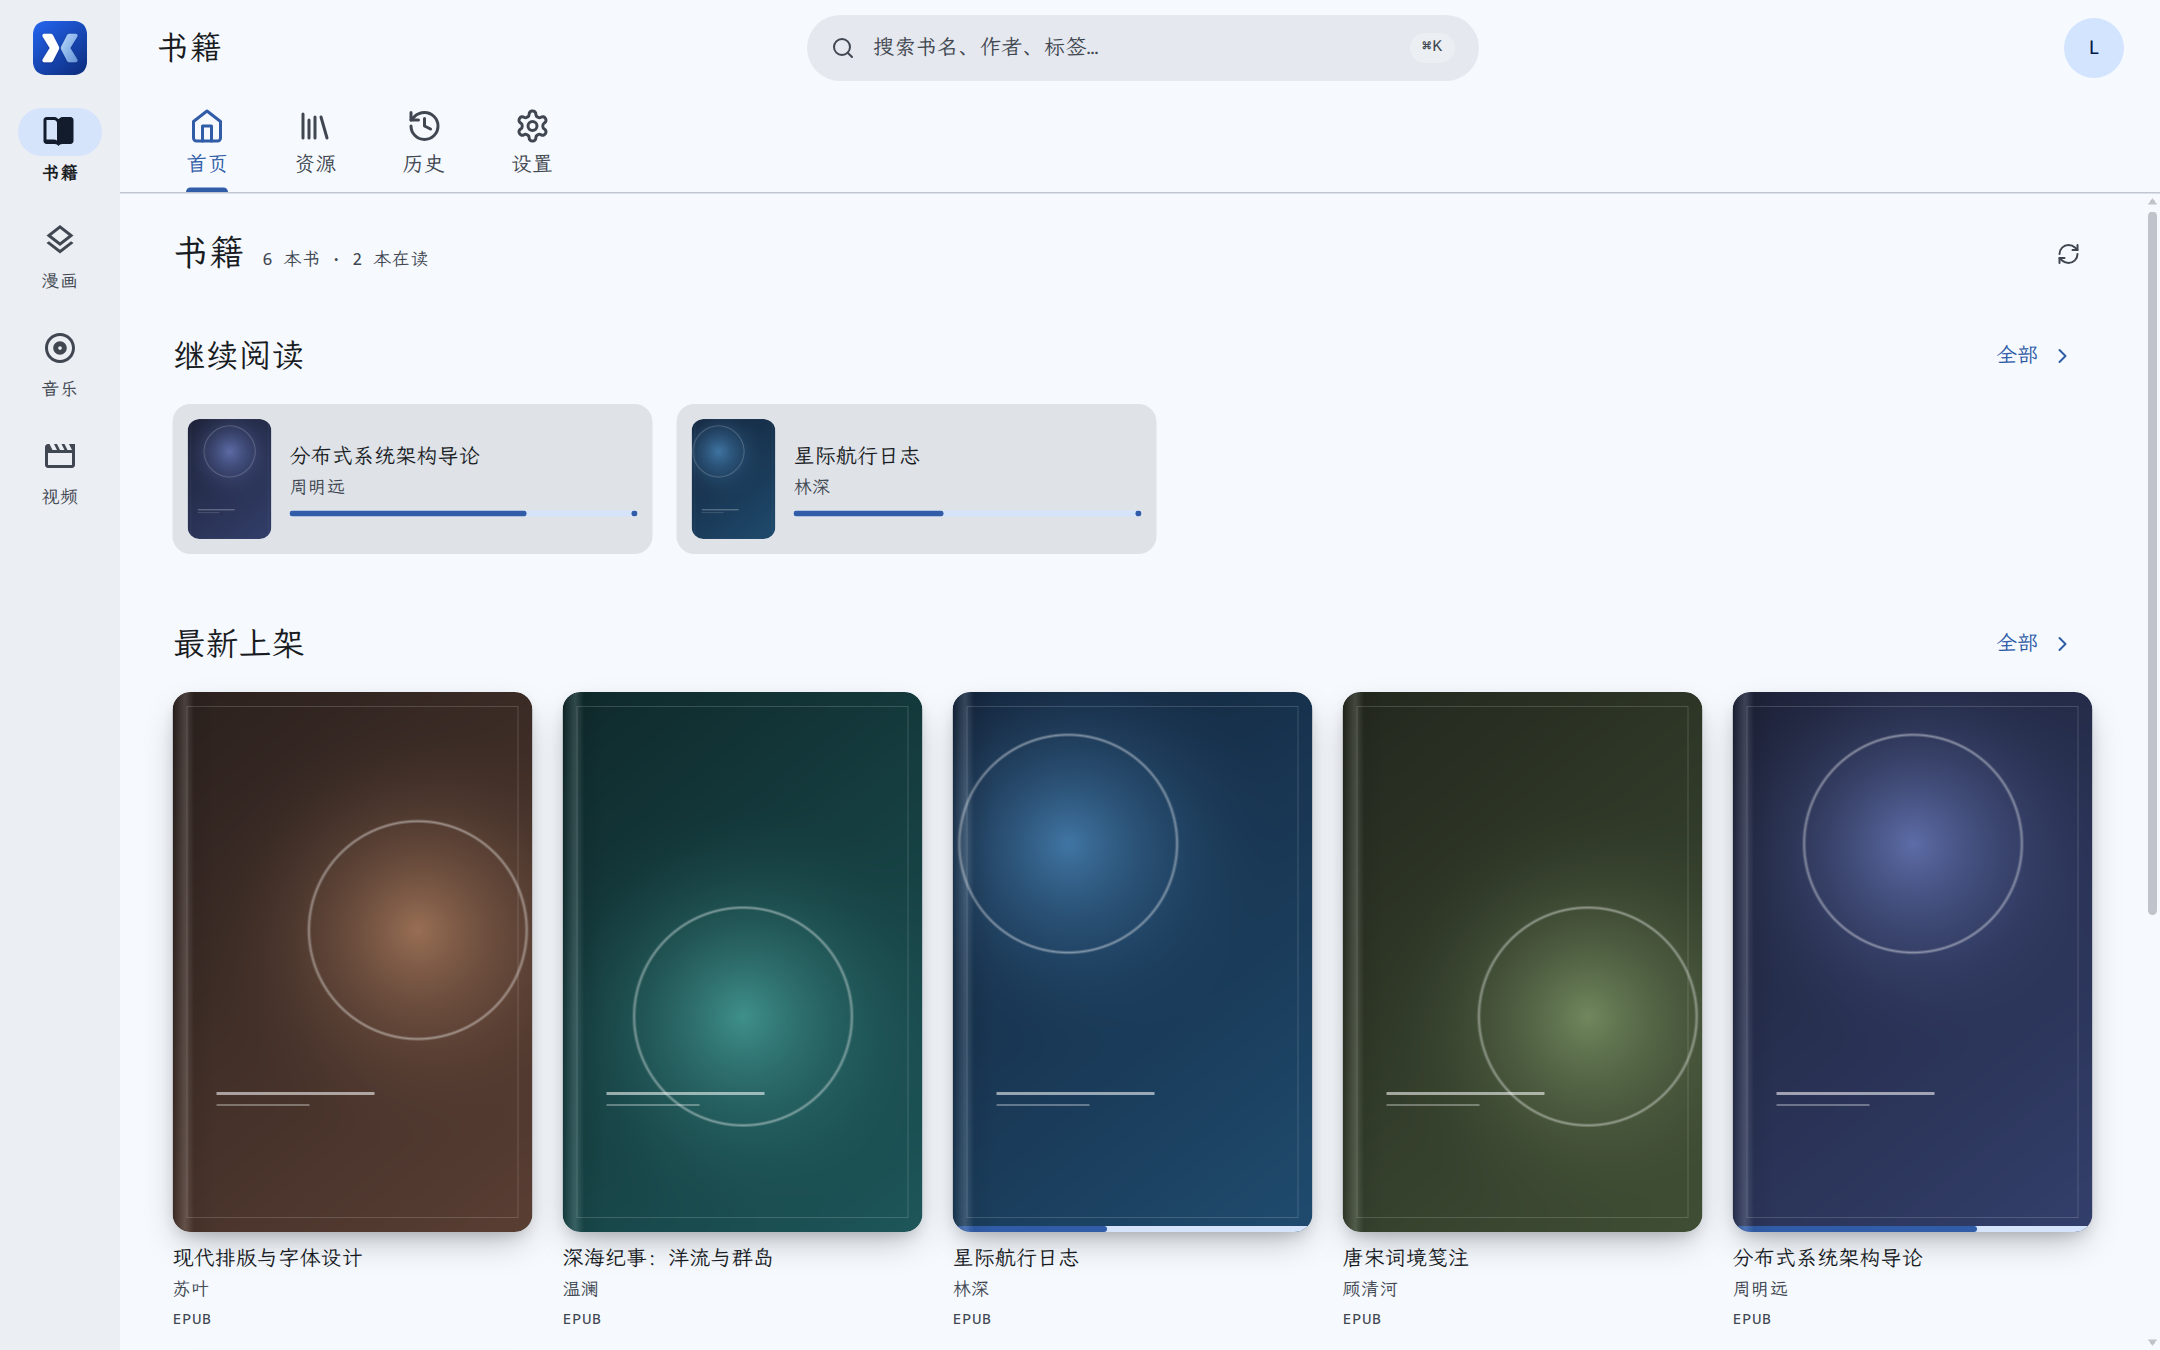 书籍
搜索书名、作者、标签...
⌘K
L
首页
资源
历史
设置
书籍
漫画
音乐
视频
书籍
6 本书 · 2 本在读
继续阅读
全部
分布式系统架构导论
周明远
星际航行日志
林深
最新上架
全部
现代排版与字体设计
苏叶
EPUB
深海纪事：洋流与群岛
温澜
EPUB
星际航行日志
林深
EPUB
唐宋词境笺注
顾清河
EPUB
分布式系统架构导论
周明远
EPUB